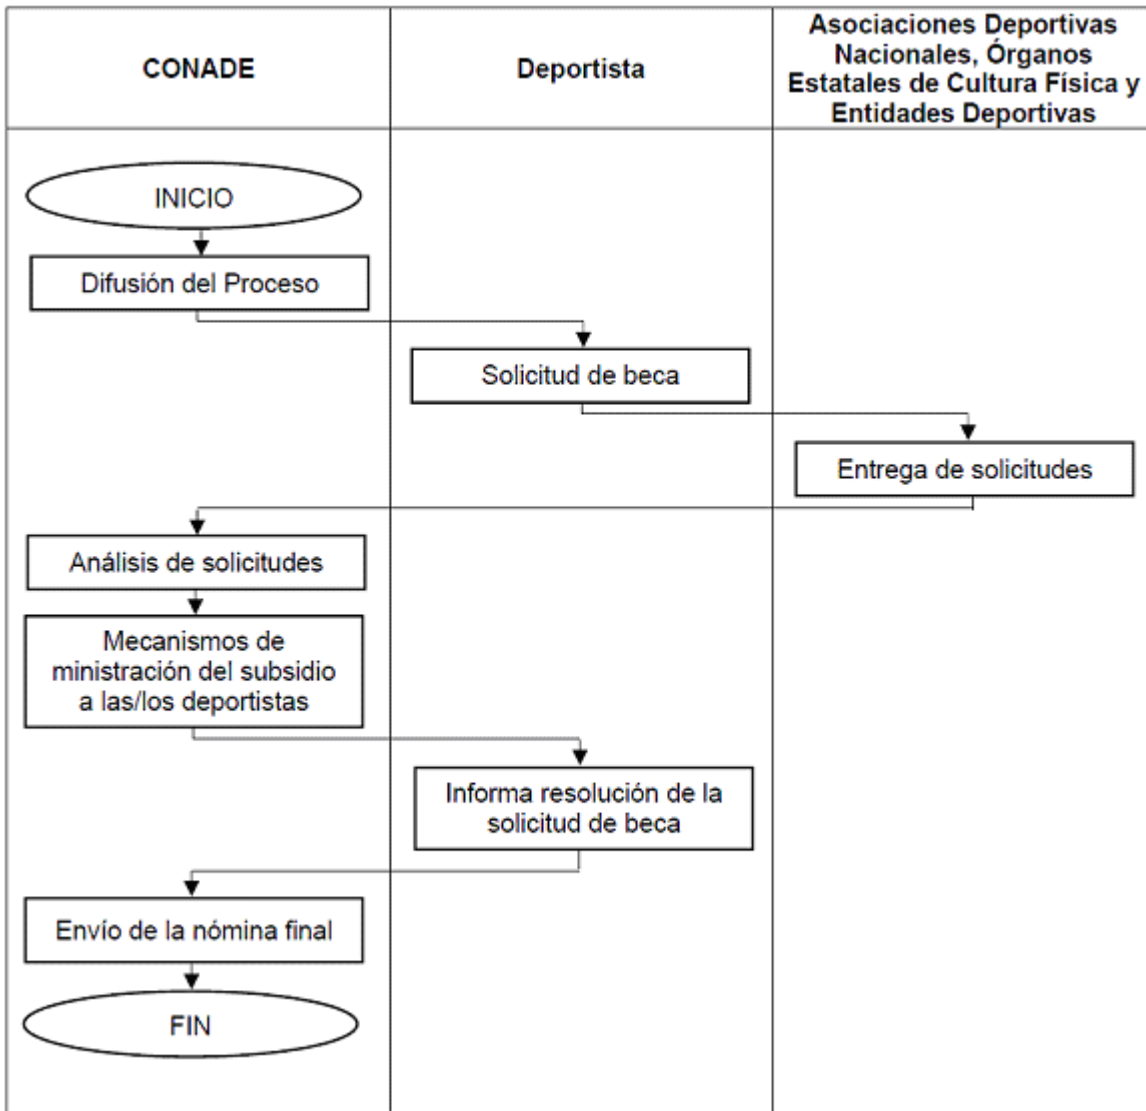 CONADE
Deportista
Asociaciones Deportivas
Nacionales, Órganos
Estatales de Cultura Física y
Entidades Deportivas
INICIO
Difusión del Proceso
Solicitud de beca
Entrega de solicitudes
Análisis de solicitudes
Mecanismos de
ministración del subsidio
a las/los deportistas
Informa resolución de la
solicitud de beca
Envío de la nómina final
FIN